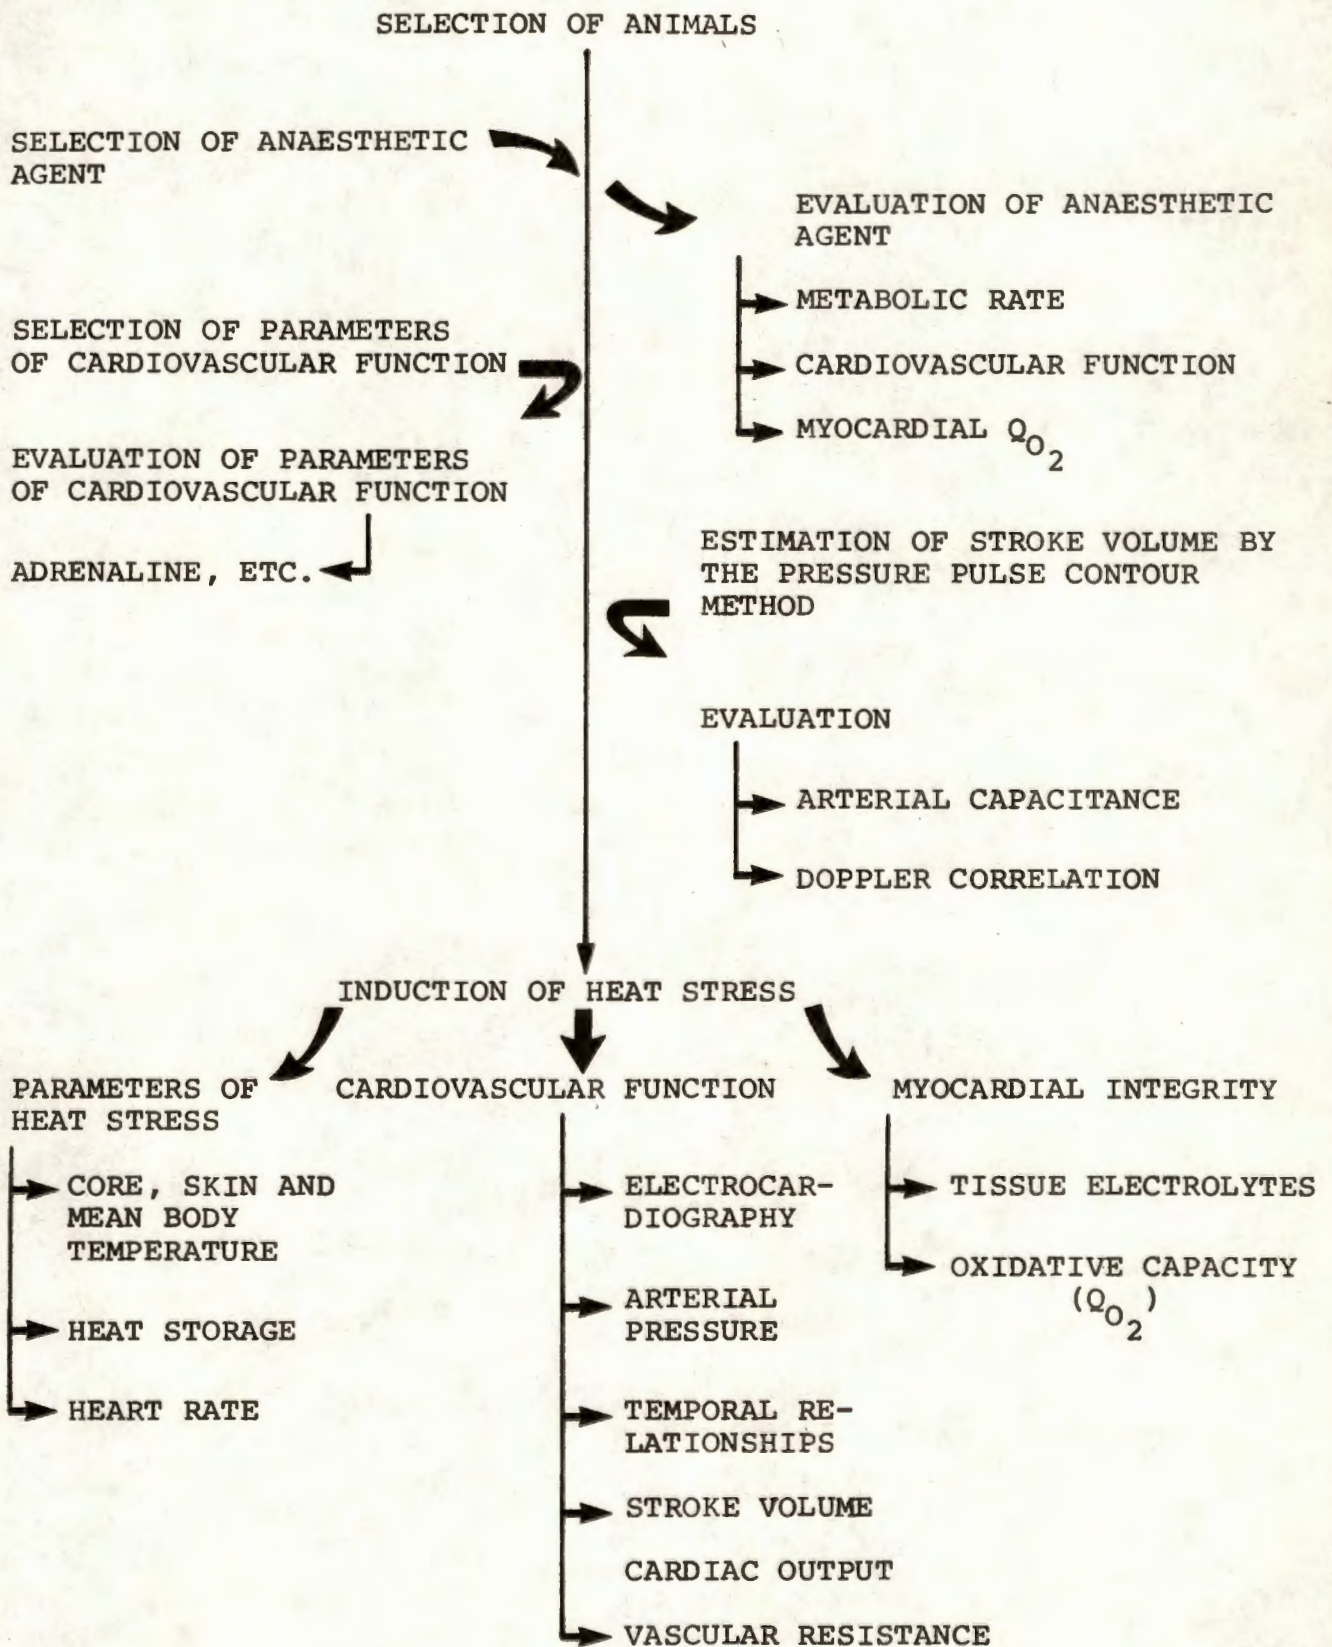 SELECTION OF ANIMALS
SELECTION OF ANAESTHETIC
AGENT
EVALUATION OF ANAESTHETIC
AGENT
METABOLIC RATE
CARDIOVASCULAR FUNCTION
MYOCARDIAL Q_O_2
SELECTION OF PARAMETERS
OF CARDIOVASCULAR FUNCTION
EVALUATION OF PARAMETERS
OF CARDIOVASCULAR FUNCTION
ADRENALINE, ETC.
ESTIMATION OF STROKE VOLUME BY
THE PRESSURE PULSE CONTOUR
METHOD
EVALUATION
ARTERIAL CAPACITANCE
DOPPLER CORRELATION
INDUCTION OF HEAT STRESS
PARAMETERS OF
HEAT STRESS
CORE, SKIN AND
MEAN BODY
TEMPERATURE
HEAT STORAGE
HEART RATE
CARDIOVASCULAR FUNCTION
ELECTROCAR-
DIOGRAPHY
ARTERIAL
PRESSURE
TEMPORAL RE-
LATIONSHIPS
STROKE VOLUME
CARDIAC OUTPUT
VASCULAR RESISTANCE
MYOCARDIAL INTEGRITY
TISSUE ELECTROLYTES
OXIDATIVE CAPACITY
(Q_O_2)